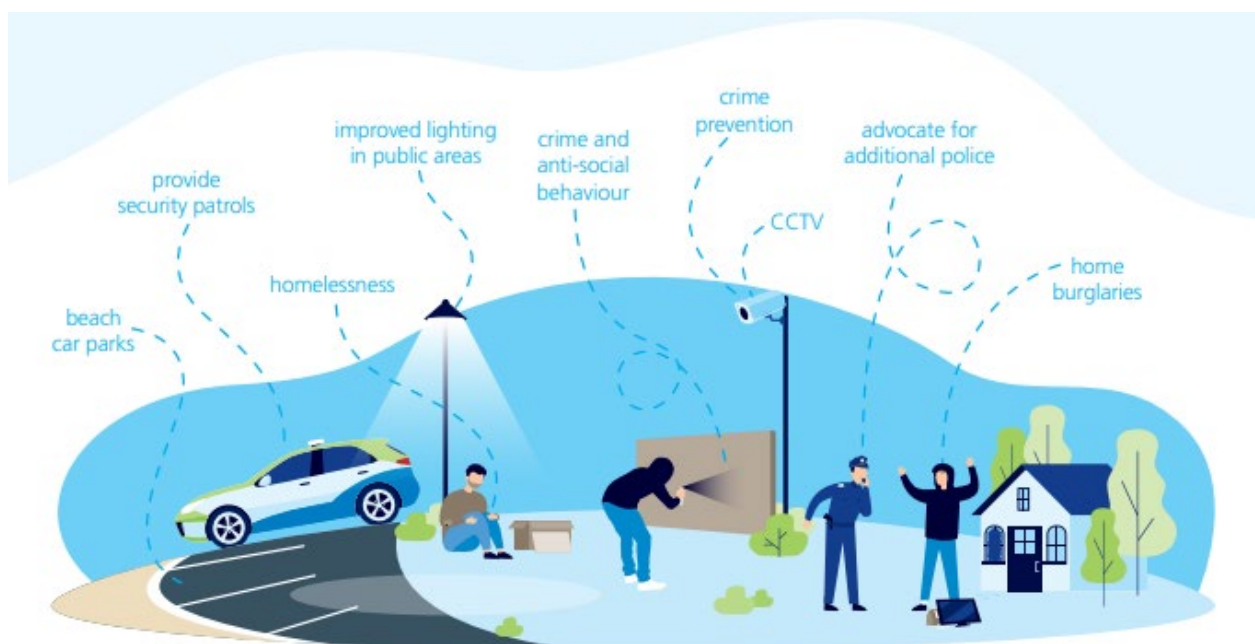 beach
car parks
provide
security patrols
homelessness
improved lighting
in public areas
crime and
anti-social
behaviour
crime
prevention
CCTV
advocate for
additional police
home
burglaries